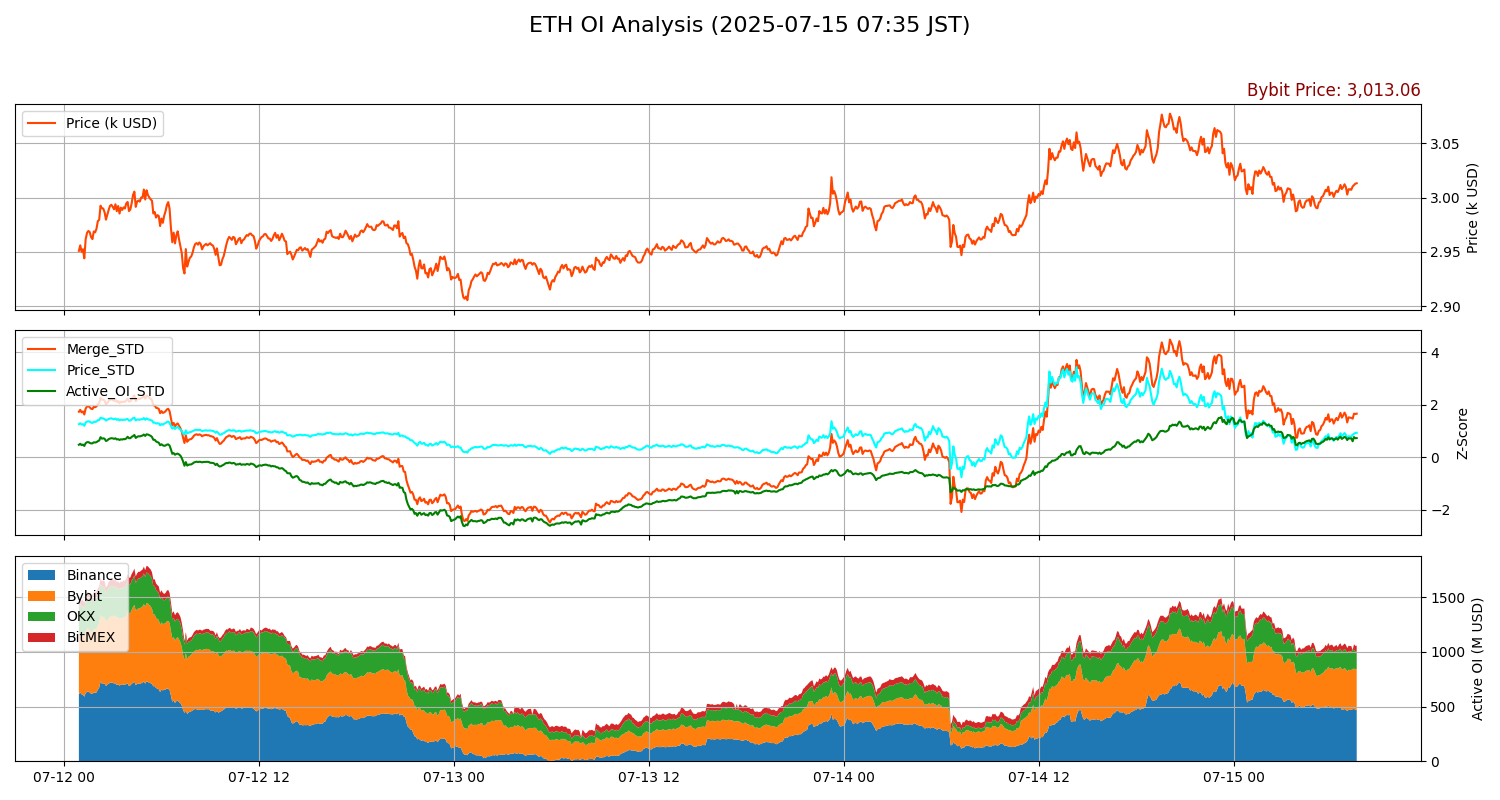 ETH OI Analysis (2025-07-15 07:35 JST)
Bybit Price: 3,013.06
Price (k USD)
3.05
3.00
2.95
2.90
Price (k USD)
Merge_STD
Price_STD
Active_OI_STD
4
2
0
−2
Z-Score
Binance
Bybit
OKX
BitMEX
1500
1000
500
0
Active OI (M USD)
07-12 00
07-12 12
07-13 00
07-13 12
07-14 00
07-14 12
07-15 00